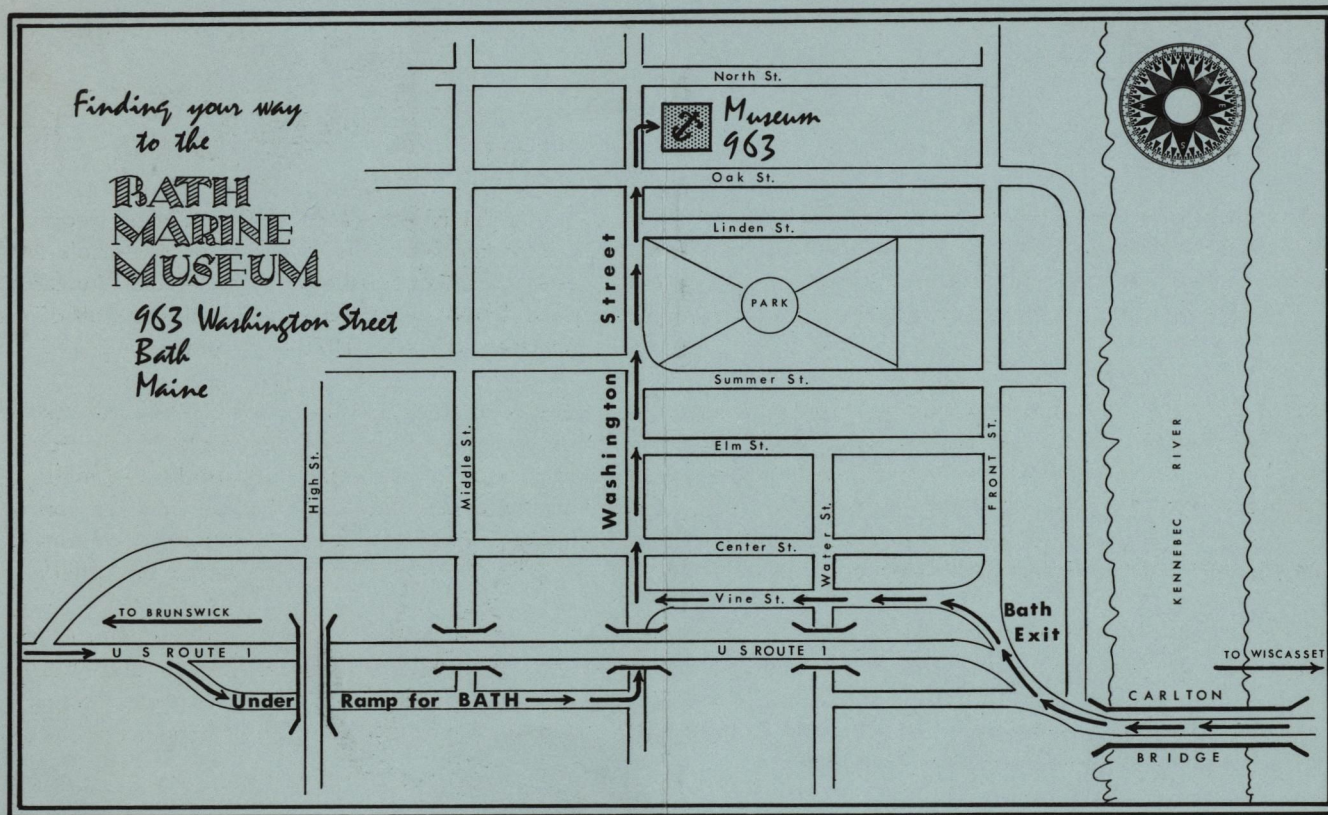 Finding your way
to the
BATH
MARINE
MUSEUM
963 Washington Street
Bath
Maine
North St.
Museum
963
Oak St.
Linden St.
PARK
Washington Street
Summer St.
Elm St.
High St.
Middle St.
Water St.
FRONT ST.
Center St.
Vine St.
KENNEBEC RIVER
Bath
Exit
TO BRUNSWICK
U S ROUTE 1
U S ROUTE 1
TO WISCASSET
Under Ramp for BATH
CARLTON
BRIDGE
E
S